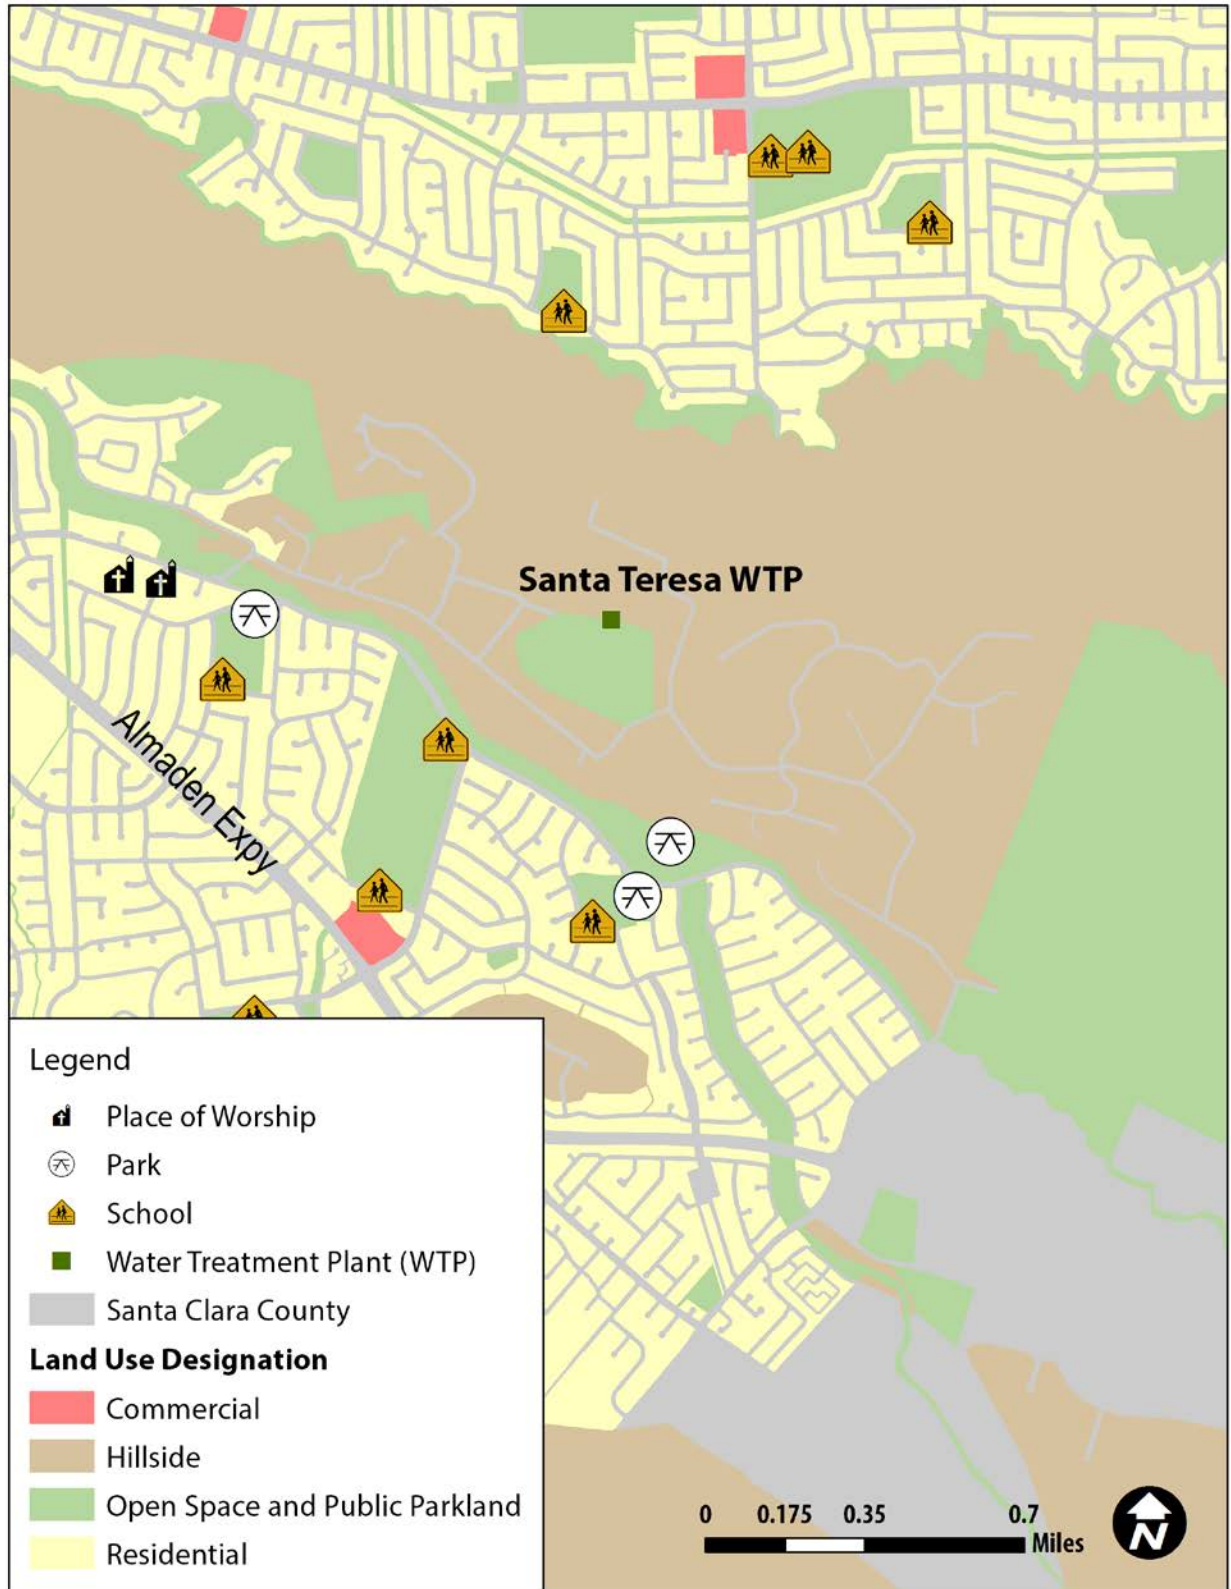 Santa Teresa WTP
Almaden Expy
Legend
Place of Worship
Park
School
Water Treatment Plant (WTP)
Santa Clara County
Land Use Designation
Commercial
Hillside
Open Space and Public Parkland
Residential
0 0.175 0.35 0.7
Miles
N